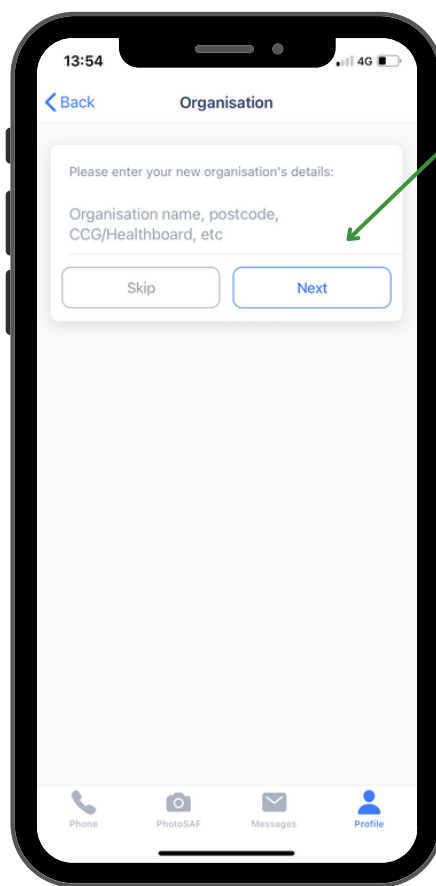 13:54
4G
Back
Organisation
Please enter your new organisation's details:
Organisation name, postcode,
CCG/Healthboard, etc
Skip
Next
Phone
PhotoSAF
Messages
Profile